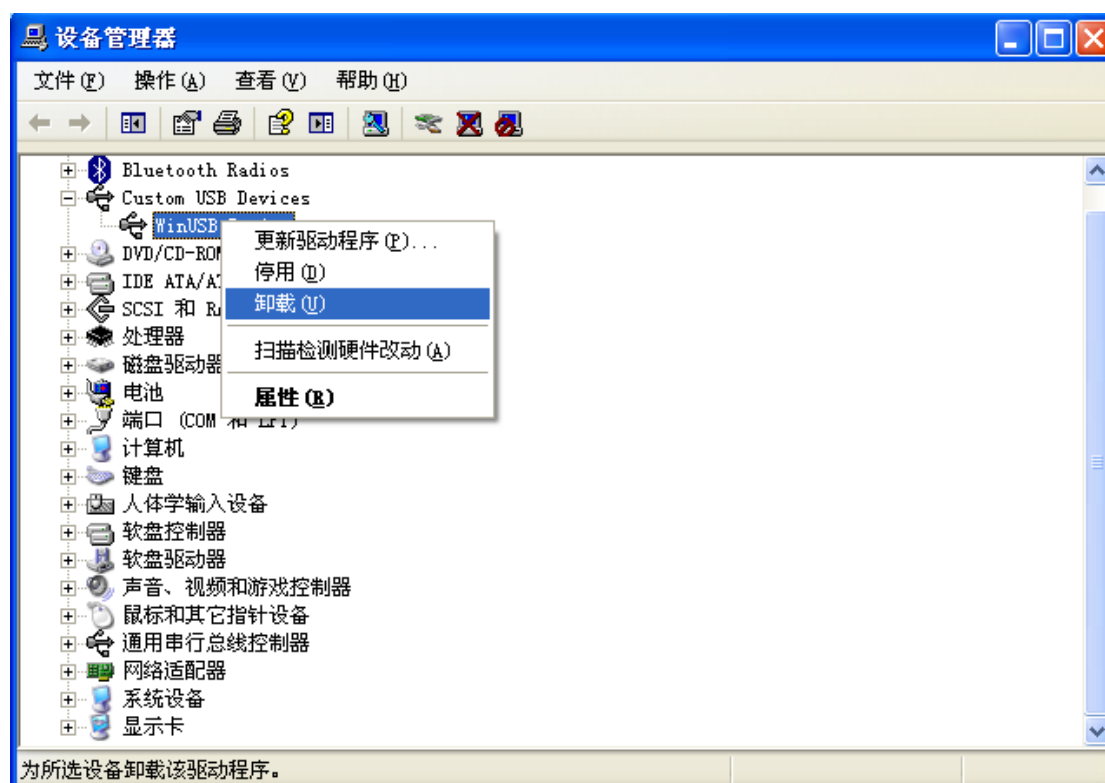 设备管理器
文件(F) 操作(A) 查看(V) 帮助(H)
Bluetooth Radios
Custom USB Devices
WinUSB
更新驱动程序(P)...
停用(D)
卸载(U)
扫描检测硬件改动(A)
属性(R)
DVD/CD-ROM
IDE ATA/AT
SCSI 和
处理器
磁盘驱动器
电池
端口 (COM 和 LPT)
计算机
键盘
人体学输入设备
软盘控制器
软盘驱动器
声音、视频和游戏控制器
鼠标和其它指针设备
通用串行总线控制器
网络适配器
系统设备
显示卡
为所选设备卸载该驱动程序。